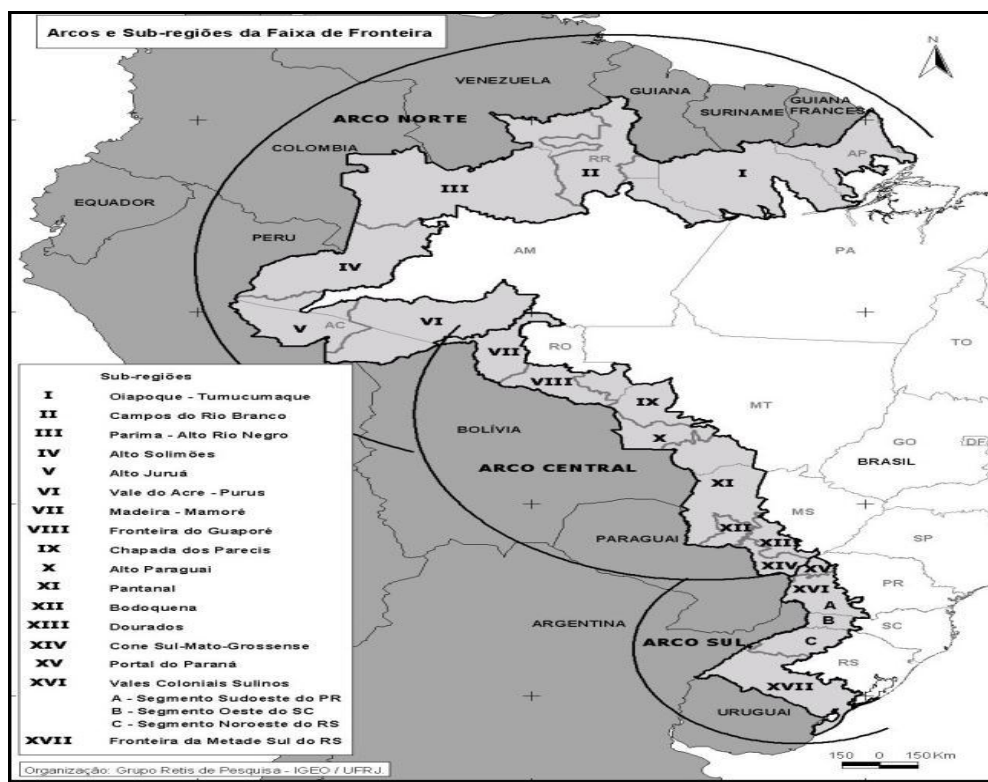 Arcos e Sub-regiões da Faixa de Fronteira
N
VENEZUELA
GUIANA
SURINAME
GUIANA
FRANCESA
ARCO NORTE
COLOMBIA
RR
AP
II
I
III
EQUADOR
PERU
AM
PA
IV
V
AC
VI
TO
VII
RO
VIII
IX
MT
BOLÍVIA
X
GO
DF
BRASIL
ARCO CENTRAL
XI
MS
XII
PARAGUAI
XIII
SP
XIV
XV
XVI
PR
A
B
SC
ARGENTINA
ARCO SUL
C
RS
XVII
URUGUAI
Sub-regiões
I Oiapoque - Tumucumaque
II Campos do Rio Branco
III Parima - Alto Rio Negro
IV Alto Solimões
V Alto Juruá
VI Vale do Acre - Purus
VII Madeira - Mamoré
VIII Fronteira do Guaporé
IX Chapada dos Parecis
X Alto Paraguai
XI Pantanal
XII Bodoquena
XIII Dourados
XIV Cone Sul-Mato-Grossense
XV Portal do Paraná
XVI Vales Coloniais Sulinos
A - Segmento Sudoeste do PR
B - Segmento Oeste do SC
C - Segmento Noroeste do RS
XVII Fronteira da Metade Sul do RS
150 0 150 Km
Organização: Grupo Retis de Pesquisa - IGEO / UFRJ.